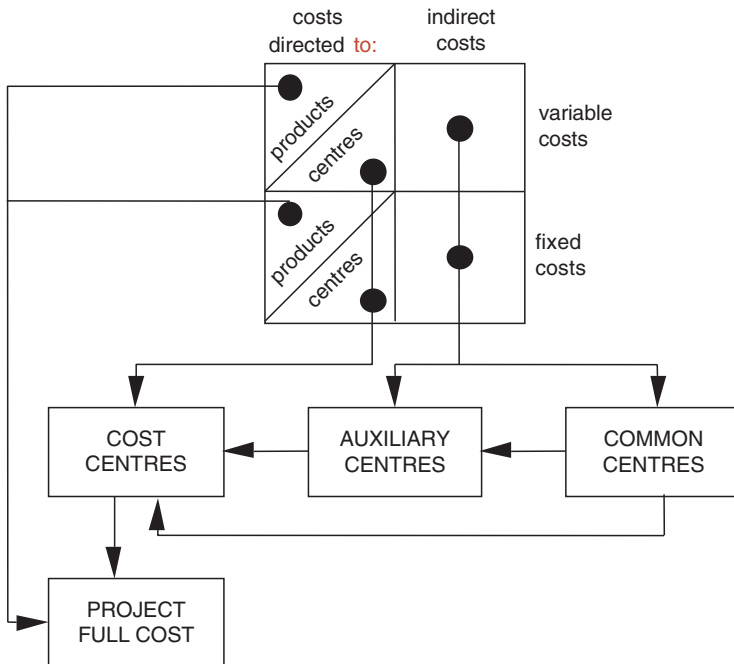 costs
directed to:
indirect
costs
products
centres
variable
costs
products
centres
fixed
costs
COST
CENTRES
AUXILIARY
CENTRES
COMMON
CENTRES
PROJECT
FULL COST